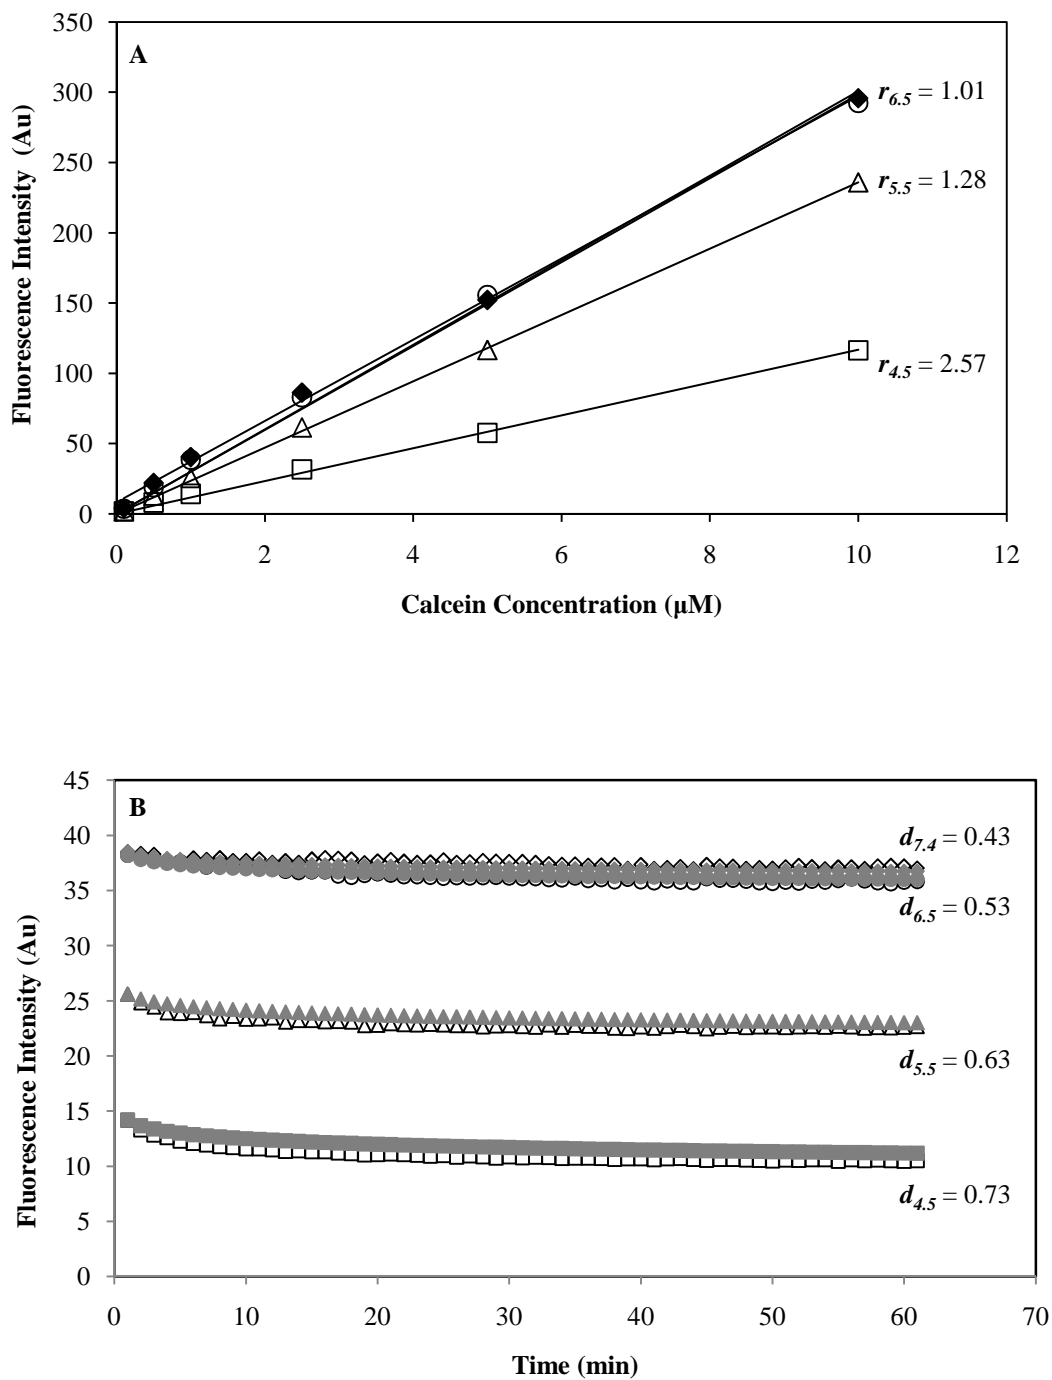 A
350
300
250
200
150
100
50
0
Fluorescence Intensity (Au)
r6.5 = 1.01
r5.5 = 1.28
r4.5 = 2.57
0 2 4 6 8 10 12
Calcein Concentration (µM)
B
45
40
35
30
25
20
15
10
5
0
Fluorescence Intensity (Au)
d7.4 = 0.43
d6.5 = 0.53
d5.5 = 0.63
d4.5 = 0.73
0 10 20 30 40 50 60 70
Time (min)